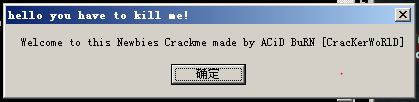 hello you have to kill me!
Welcome to this Newbies Crackme made by ACiD BuRN [CracKerWoRlD]
确定